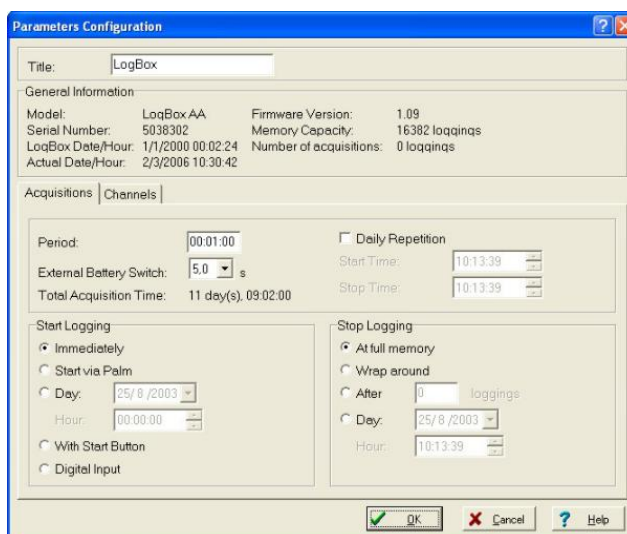 Parameters Configuration
Title: LogBox
General Information
Model: LogBox AA Firmware Version: 1.09
Serial Number: 5038302 Memory Capacity: 16382 loggings
LogBox Date/Hour: 1/1/2000 00:02:24 Number of acquisitions: 0 loggings
Actual Date/Hour: 2/3/2006 10:30:42
Acquisitions Channels
Period: 00:01:00 Daily Repetition
Start Time: 10:13:39
External Battery Switch: 5,0 s
Stop Time: 10:13:39
Total Acquisition Time: 11 day(s), 09:02:00
Start Logging Stop Logging
Immediately At full memory
Start via Palm Wrap around
Day: 25/ 8 /2003 After 0 loggings
Hour: 00:00:00 Day: 25/ 8 /2003
With Start Button Hour: 10:13:39
Digital Input
OK Cancel ? Help